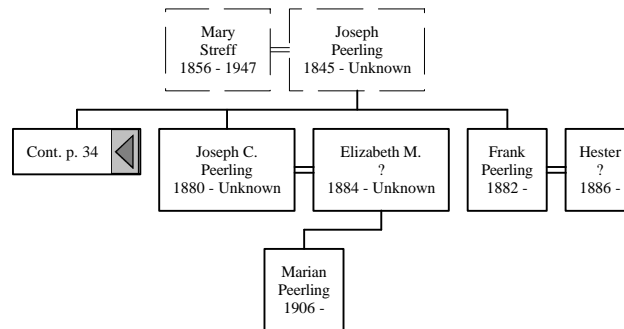 Mary
Streff
1856 - 1947
Joseph
Peerling
1845 - Unknown
Cont. p. 34
Joseph C.
Peerling
1880 - Unknown
Elizabeth M.
?
1884 - Unknown
Frank
Peerling
1882 -
Hester
?
1886 -
Marian
Peerling
1906 -